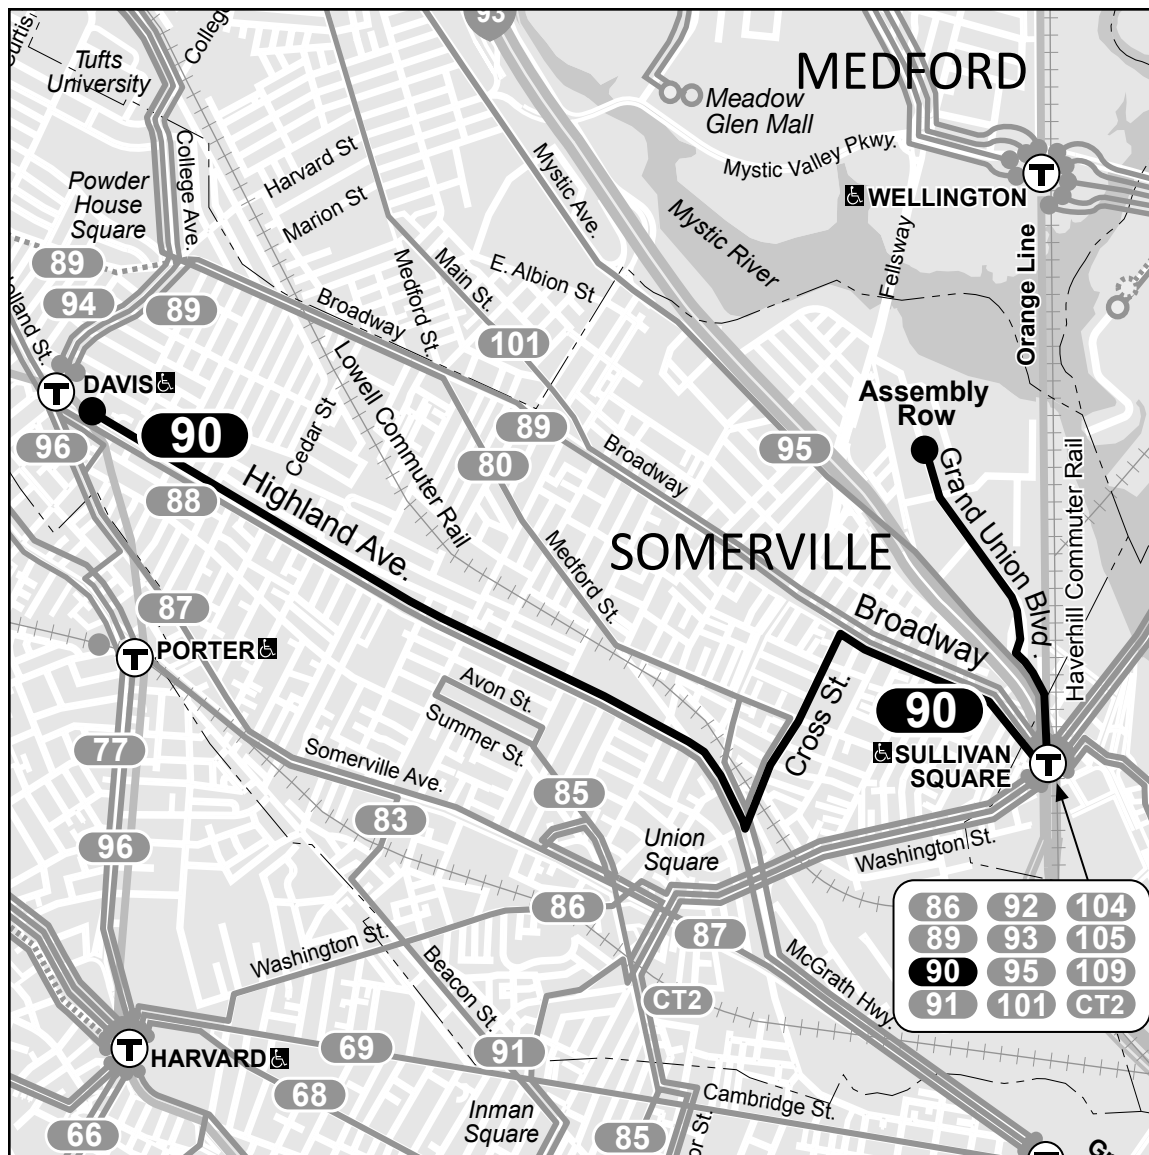 93
MEDFORD
Curtis
College
Tufts
University
Meadow
Glen Mall
Mystic Valley Pkwy.
T
WELLINGTON
College Ave.
Harvard St
Marion St
Mystic Ave.
Mystic River
Fellsway
Orange Line
Powder
House
Square
89
94
89
Broadway
Medford St.
Main St.
E. Albion St
101
Lowell Commuter Rail
Holland St.
T
DAVIS
90
96
88
Cedar St
Highland Ave.
89
80
Broadway
95
Assembly
Row
Grand Union Blvd.
Haverhill Commuter Rail
SOMERVILLE
Medford St.
87
T
PORTER
Broadway
90
Cross St.
SULLIVAN
SQUARE
T
Avon St.
Summer St.
77
Somerville Ave.
85
83
96
Union
Square
Washington St.
86
87
Washington St.
Beacon St.
McGrath Hwy.
CT2
86 92 104
89 93 105
90 95 109
91 101 CT2
T
HARVARD
69
91
68
66
Inman
Square
Cambridge St.
85
or St.
T